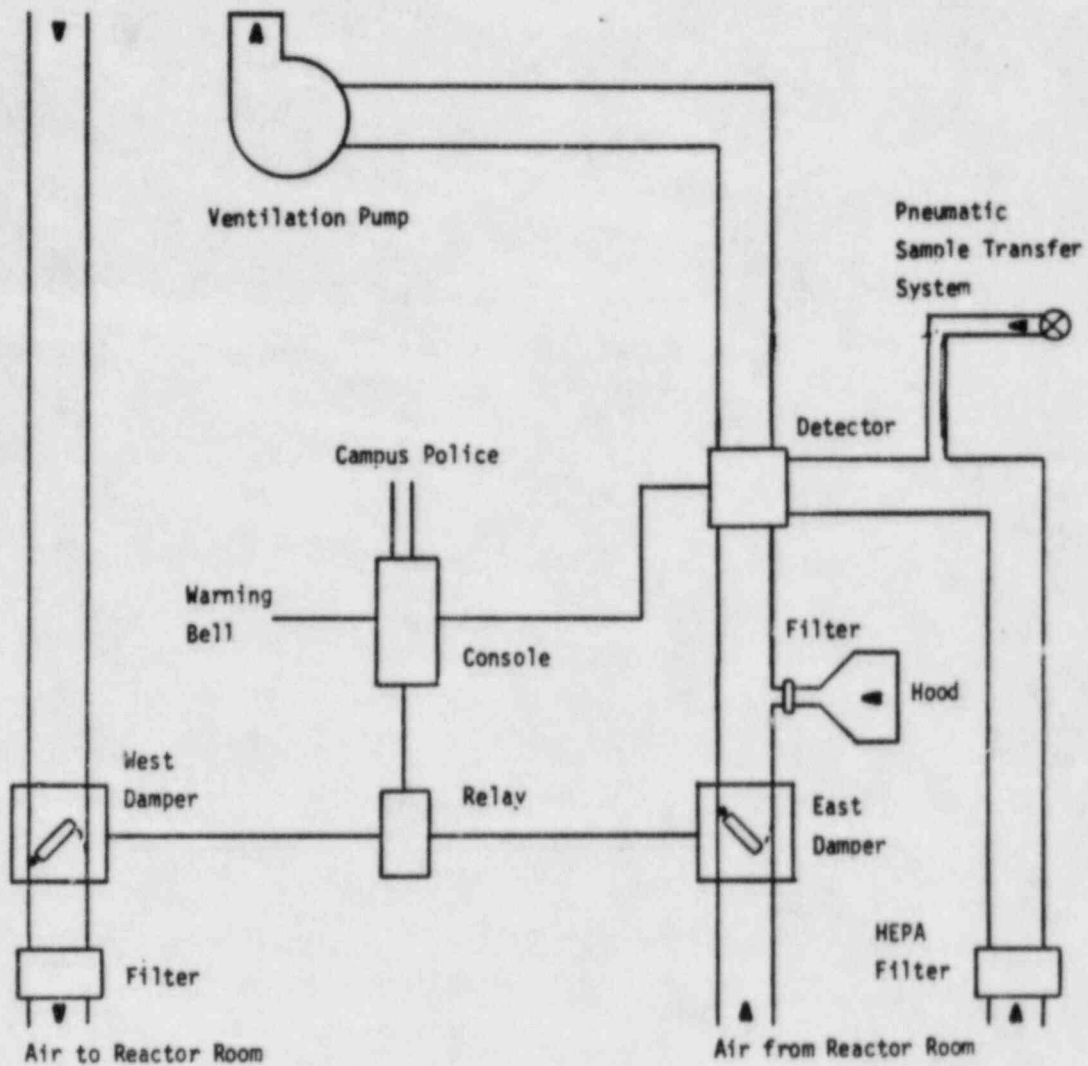 Ventilation Pump
Pneumatic
Sample Transfer
System
Detector
Campus Police
Warning
Bell
Console
Filter
Hood
West
Damper
Relay
East
Damper
HEPA
Filter
Filter
Air to Reactor Room
Air from Reactor Room